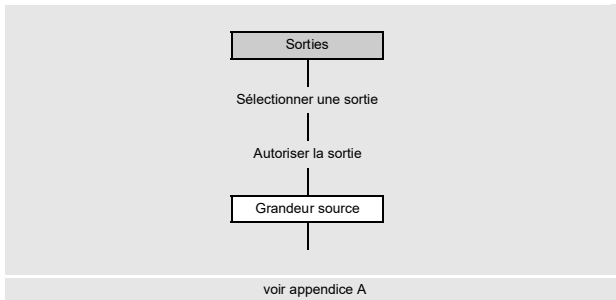 Sorties
Sélectionner une sortie
Autoriser la sortie
Grandeur source
voir appendice A